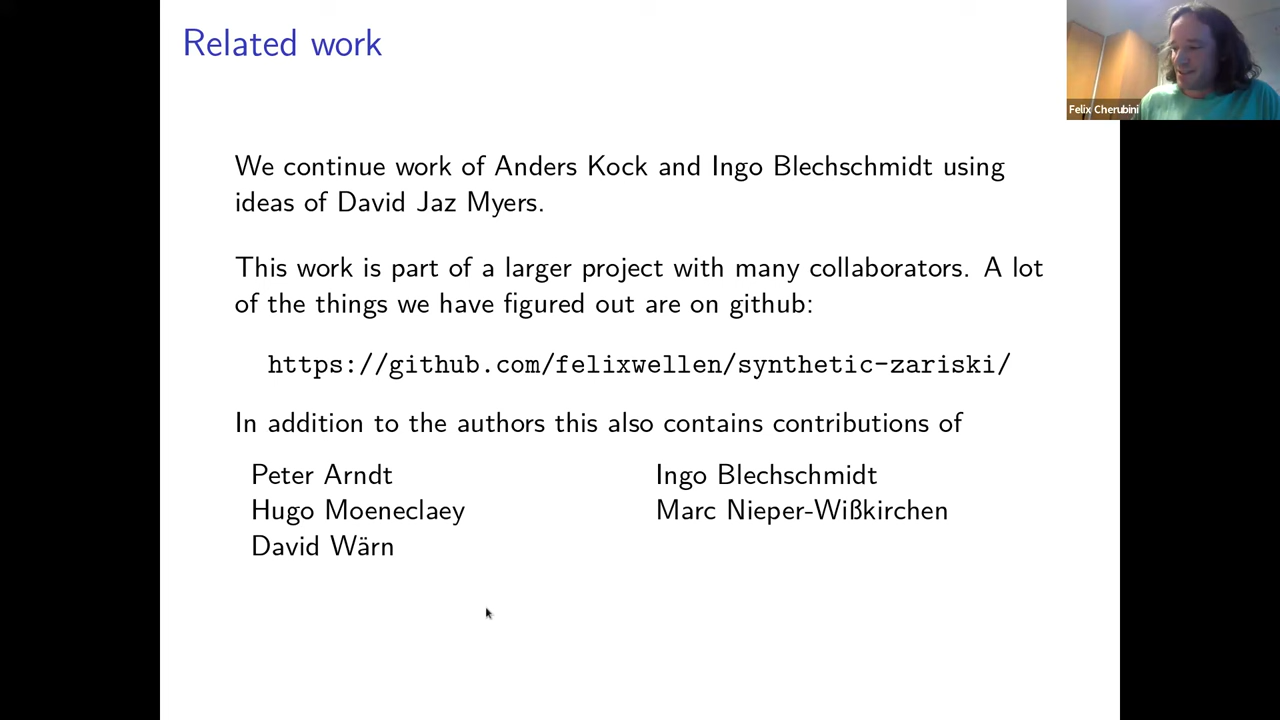 Related work
Felix Cherubini
We continue work of Anders Kock and Ingo Blechschmidt using
ideas of David Jaz Myers.
This work is part of a larger project with many collaborators. A lot
of the things we have figured out are on github:
https://github.com/felixwellen/synthetic-zariski/
In addition to the authors this also contains contributions of
Peter Arndt
Hugo Moeneclaey
David Wärn
Ingo Blechschmidt
Marc Nieper-Wißkirchen